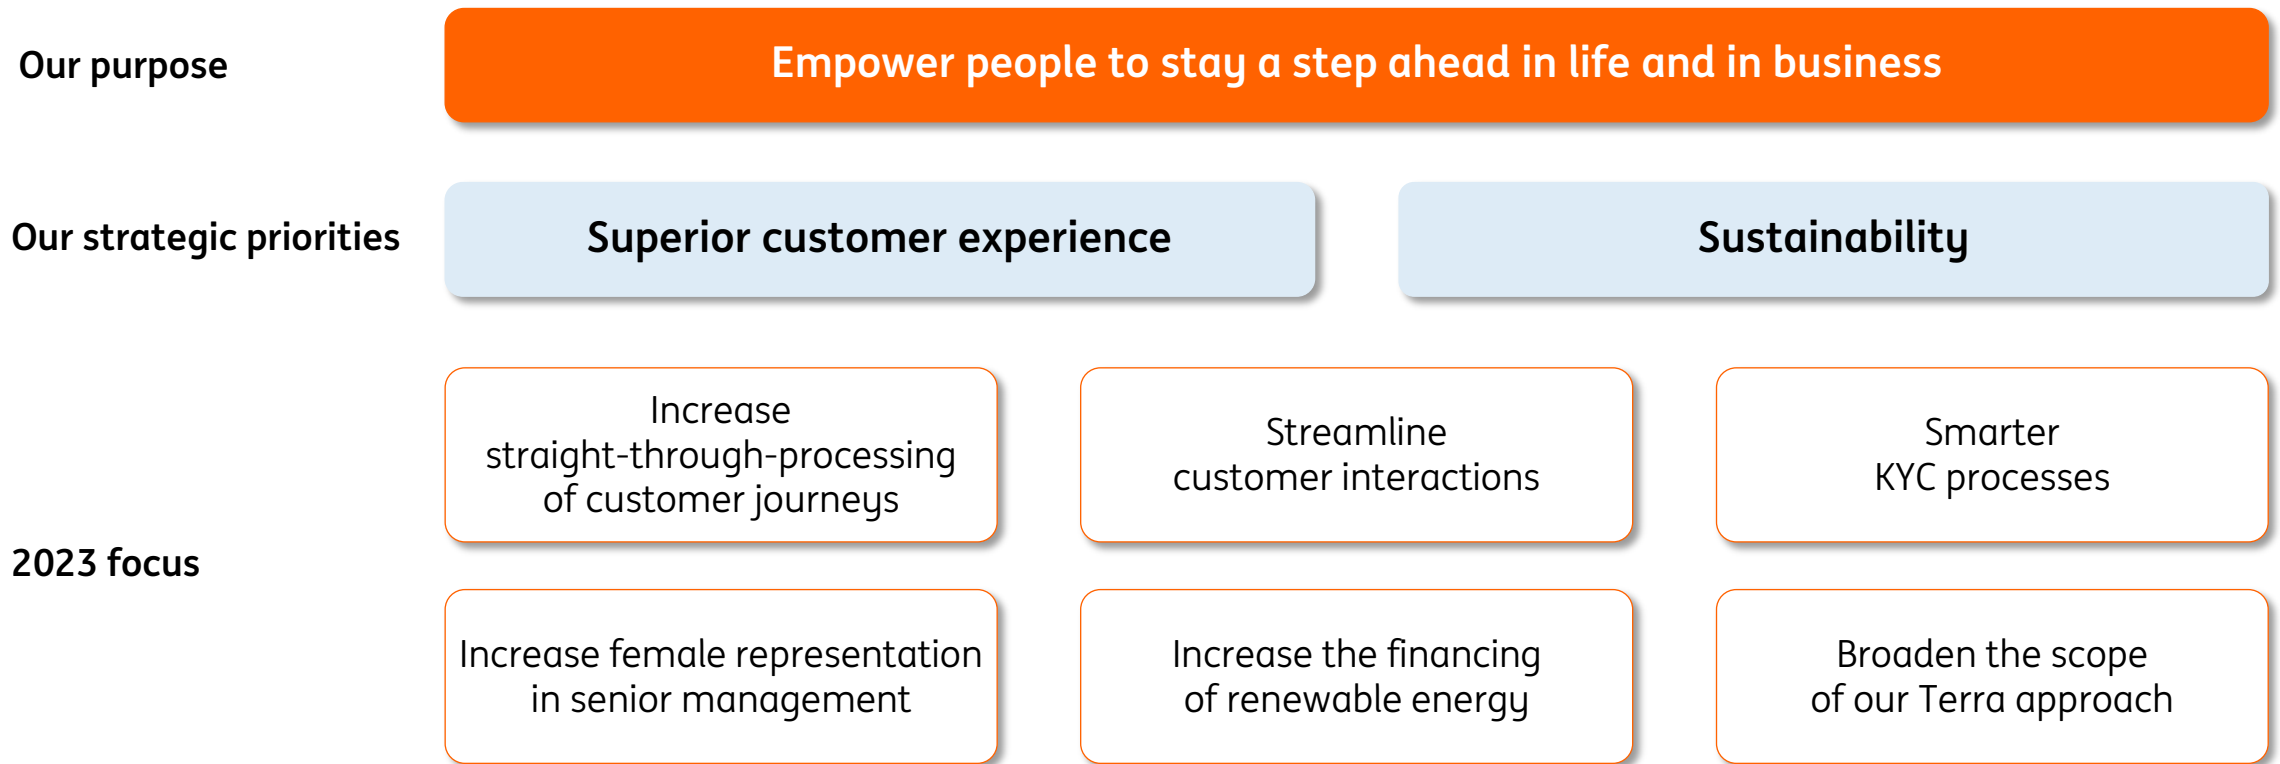 Our purpose
Empower people to stay a step ahead in life and in business
Our strategic priorities
Superior customer experience
Sustainability
2023 focus
Increase
straight-through-processing
of customer journeys
Streamline
customer interactions
Smarter
KYC processes
Increase female representation
in senior management
Increase the financing
of renewable energy
Broaden the scope
of our Terra approach